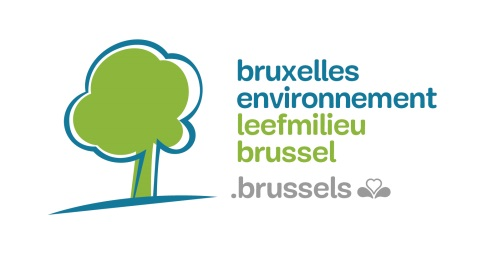 bruxelles
environnement
leefmilieu
brussel
.brussels